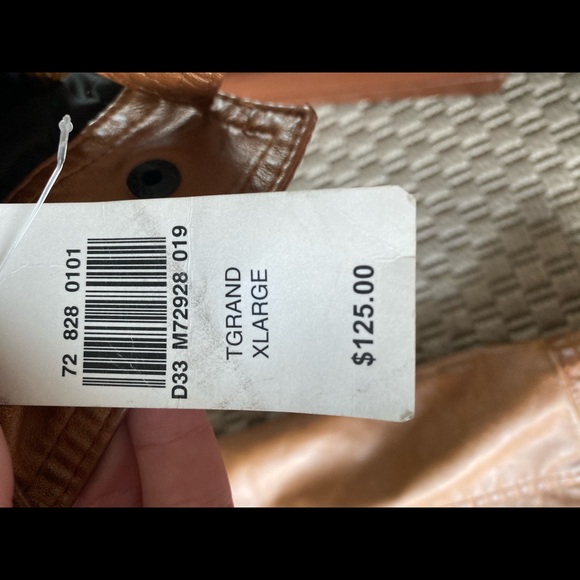 72 828 0101
D33 M72928 019
TGRAND
XLARGE
$125.00